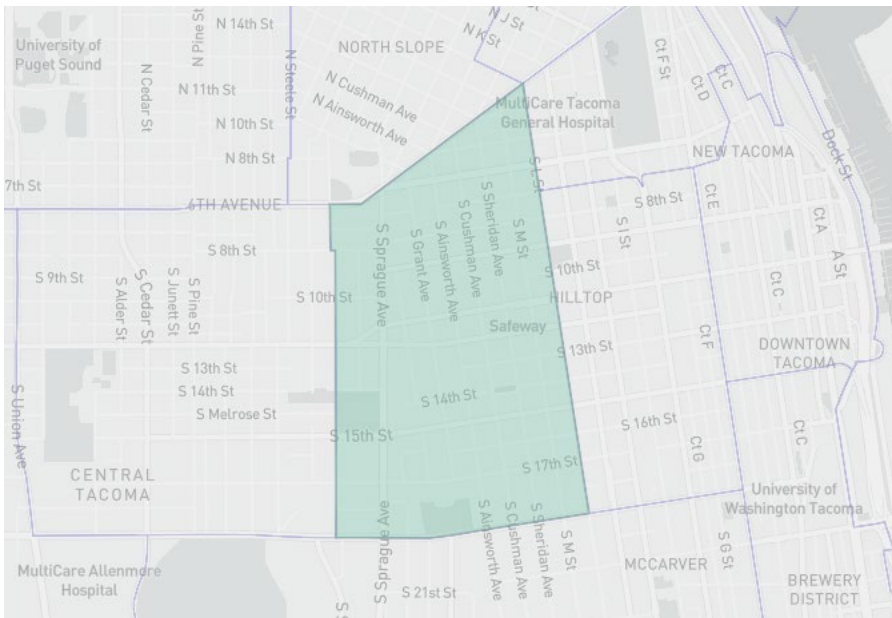 N 14th St
N J St
N K St
University of
Puget Sound
N Pine St
N Steele St
NORTH SLOPE
Ct F St
Ct D
Ct C
N Cedar St
N 11th St
N Cushman Ave
N Ainsworth Ave
MultiCare Tacoma
General Hospital
N 10th St
N 8th St
Dock St
NEW TACOMA
7th St
S L St
6TH AVENUE
S 8th St
Ct E
S 8th St
S Sheridan Ave
S Cushman Ave
S M St
S I St
Ct A
S Sprague Ave
S Grant Ave
S Ainsworth Ave
A St
S 9th St
S 10th St
S 10th St
Ct C
S Alder St
S Cedar St
S Junett St
S Pine St
HILLTOP
Safeway
Ct F
S 13th St
DOWNTOWN
TACOMA
S 13th St
S 14th St
S 14th St
S Union Ave
S Melrose St
S 16th St
S 15th St
Ct G
Ct C
S 17th St
CENTRAL
TACOMA
University of
Washington Tacoma
S Sprague Ave
S Ainsworth Ave
S Cushman Ave
S Sheridan Ave
S M St
S G St
MultiCare Allenmore
Hospital
MCCARVER
S 21st St
BREWERY
DISTRICT
S